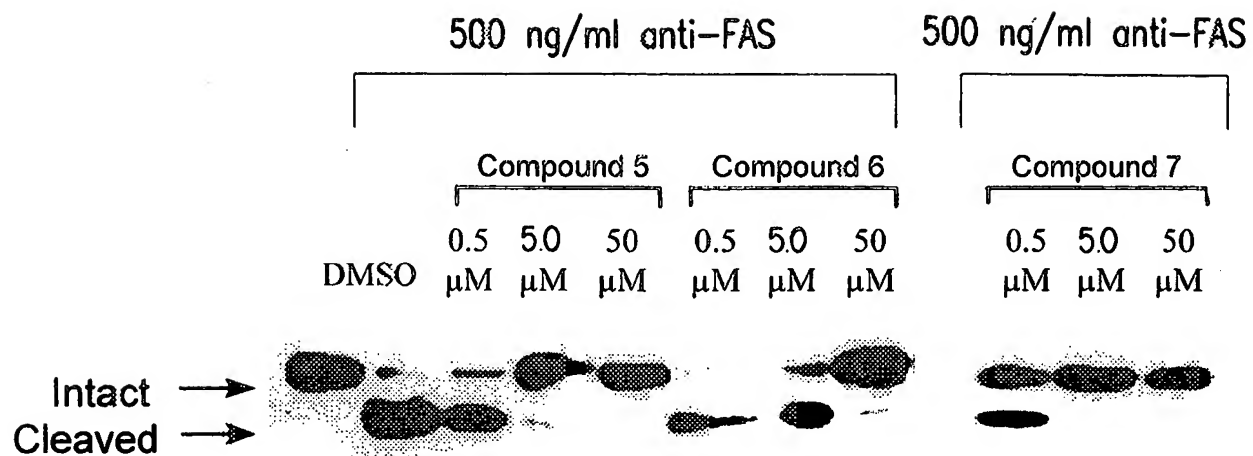 500 ng/ml anti-FAS 500 ng/ml anti-FAS
Compound 5 Compound 6 Compound 7
0.5 5.0 50 0.5 5.0 50 0.5 5.0 50
DMSO μM μM μM μM μM μM μM μM μM
Intact
Cleaved